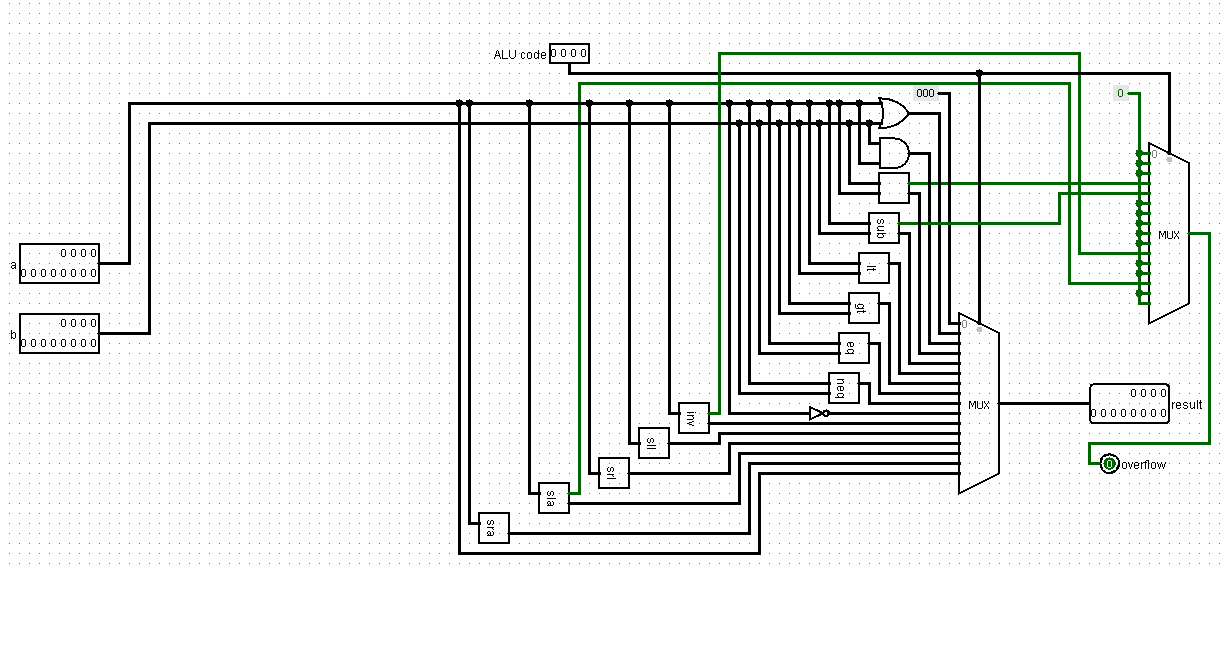 ALU code 0 0 0 0
000
0
0
MUX
sub
lt
gt
a 0 0 0 0
0 0 0 0 0 0 0 0
b 0 0 0 0
0 0 0 0 0 0 0 0
0
eq
neq
inv
MUX
0 0 0 0
0 0 0 0 0 0 0 0
result
sll
srl
0 overflow
sla
sra